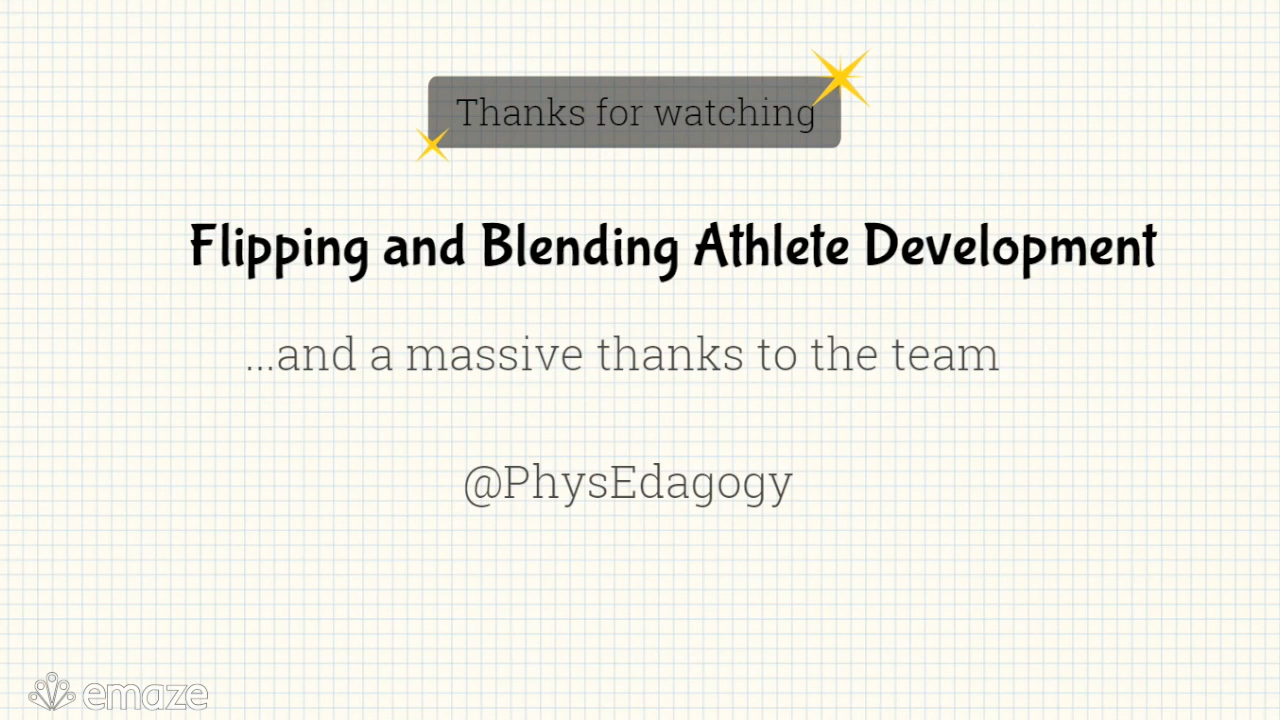 Thanks for watching
Flipping and Blending Athlete Development
...and a massive thanks to the team
@PhysEdagogy
emaze